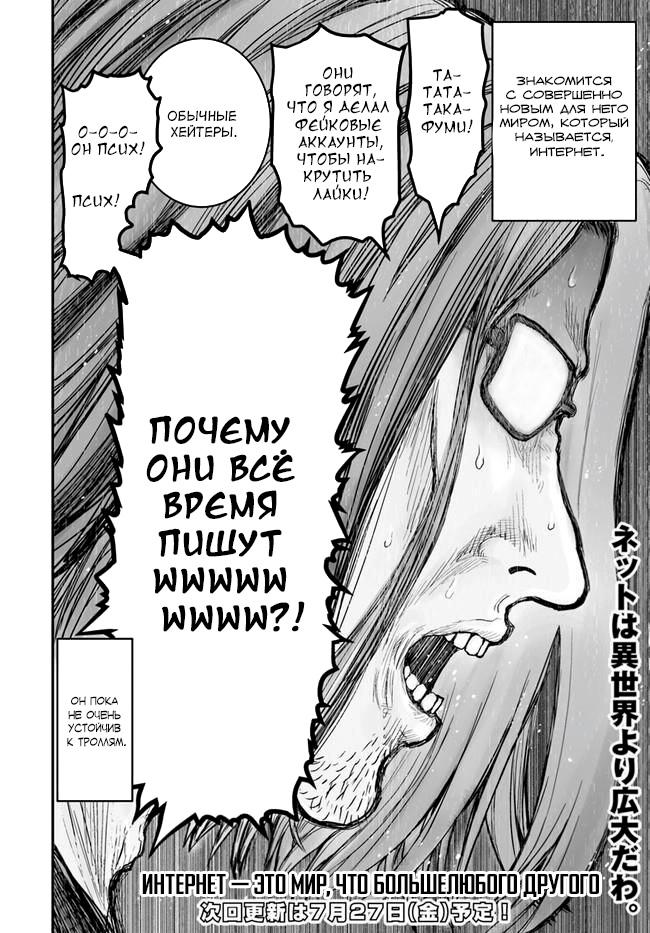 ЗНАКОМИТСЯ
С СОВЕРШЕННО
НОВЫМ ДЛЯ НЕГО
МИРОМ, КОТОРЫЙ
НАЗЫВАЕТСЯ,
ИНТЕРНЕТ.
ТА-
ТАТА-
ТАКА-
ФУМИ!
ОНИ
ГОВОРЯТ,
ЧТО Я ДЕЛАЛ
ФЕЙКОВЫЕ
АККАУНТЫ,
ЧТОБЫ НА-
КРУТИТЬ
ЛАЙКИ!
ОБЫЧНЫЕ
ХЕЙТЕРЫ.
О-О-О-
ОН ПСИХ!
ПСИХ!
ПОЧЕМУ
ОНИ ВСЁ
ВРЕМЯ
ПИШУТ
WWWWW
WWWW?!
ОН ПОКА
НЕ ОЧЕНЬ
УСТОЙЧИВ
К ТРОЛЛЯМ.
ネットは異世界より広大だわ。
ИНТЕРНЕТ — ЭТО МИР, ЧТО БОЛЬШЕЛЮБОГО ДРУГОГО
次回更新は7月27日(金)予定!